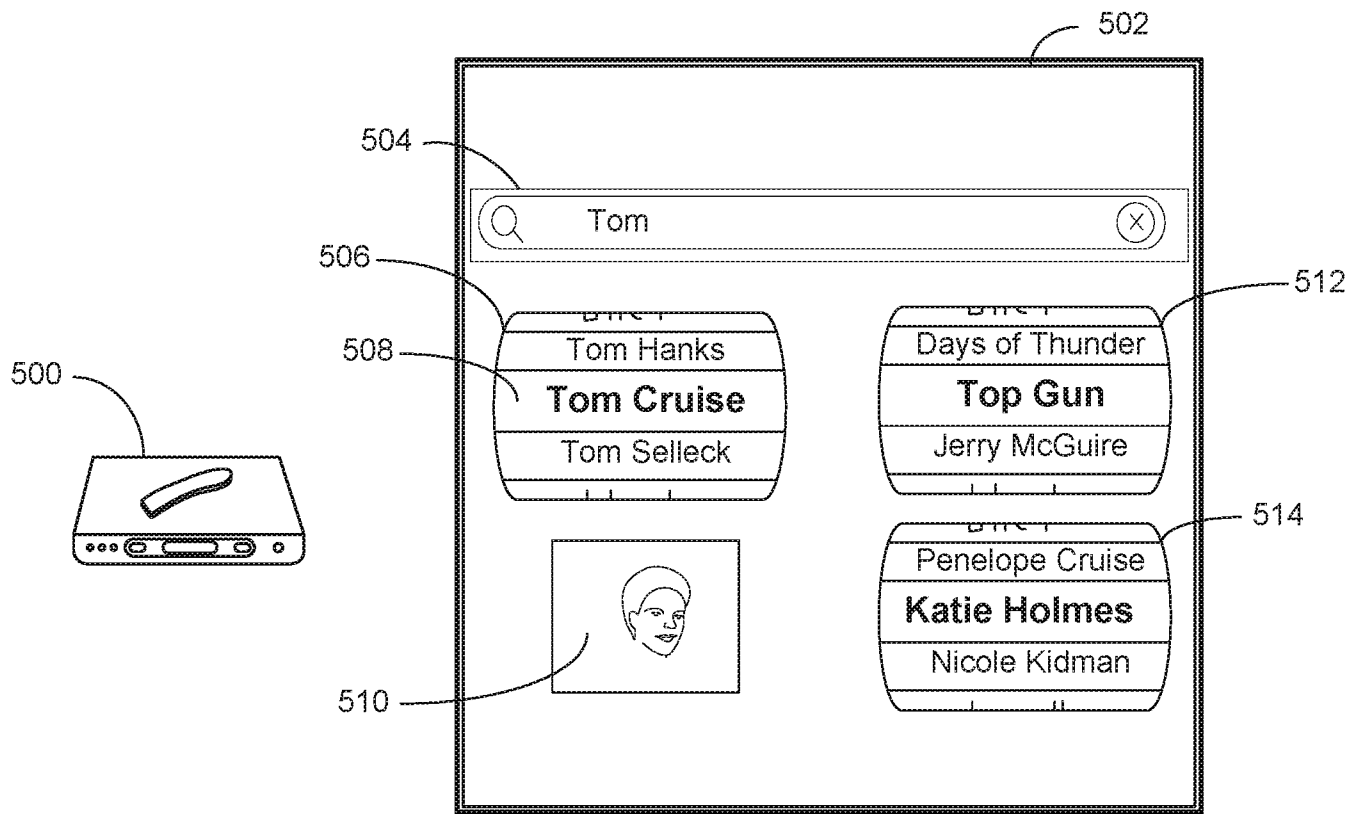 502
504
Tom
506
512
Tom Hanks
Days of Thunder
508
Tom Cruise
Top Gun
500
Tom Selleck
Jerry McGuire
514
Penelope Cruise
Katie Holmes
510
Nicole Kidman